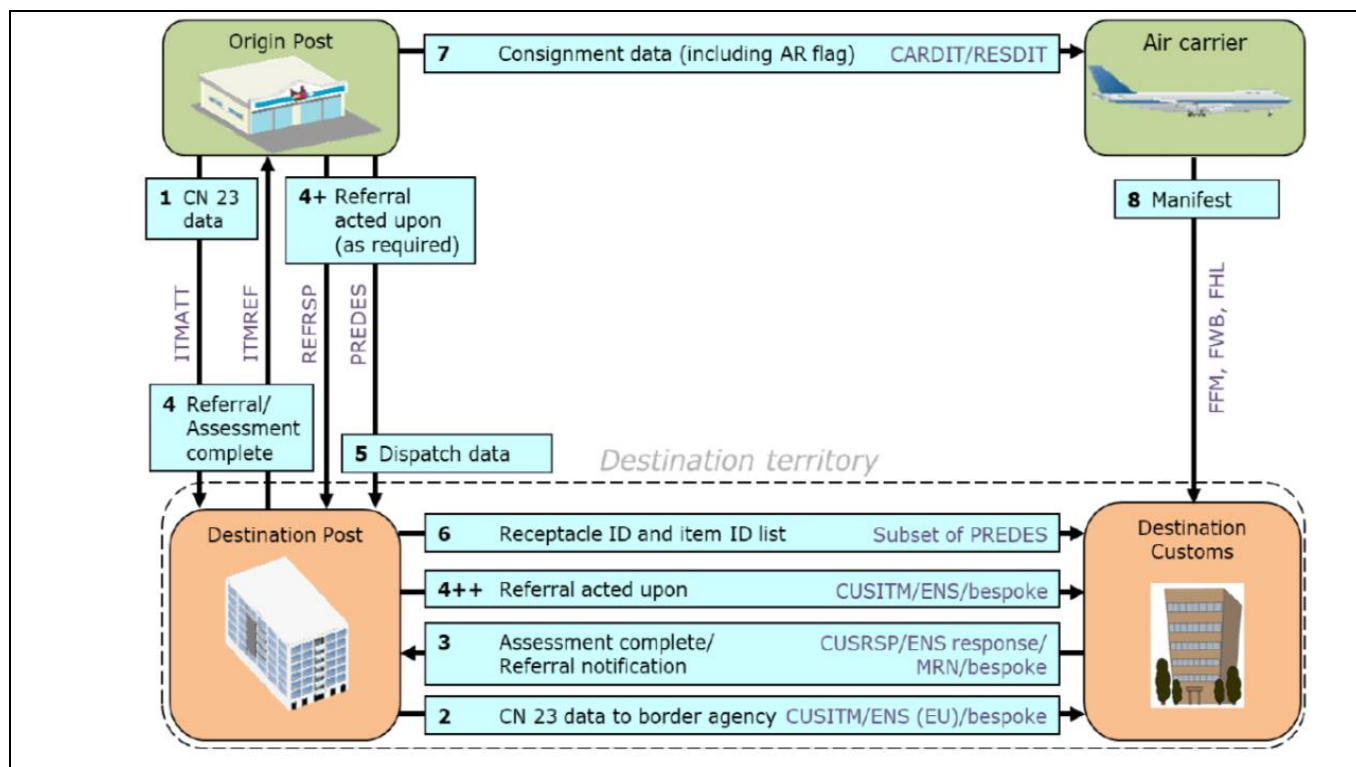 Origin Post
7 Consignment data (including AR flag) CARDIT/RESDIT
Air carrier
1 CN 23
data
4+ Referral
acted upon
(as required)
8 Manifest
ITMATT
ITMREF
REFRSP
PREDES
FFM, FWB, FHL
4 Referral/
Assessment
complete
5 Dispatch data
Destination territory
Destination Post
6 Receptacle ID and item ID list Subset of PREDES
Destination
Customs
4++ Referral acted upon CUSITM/ENS/bespoke
3 Assessment complete/ CUSRSP/ENS response/
Referral notification MRN/bespoke
2 CN 23 data to border agency CUSITM/ENS (EU)/bespoke